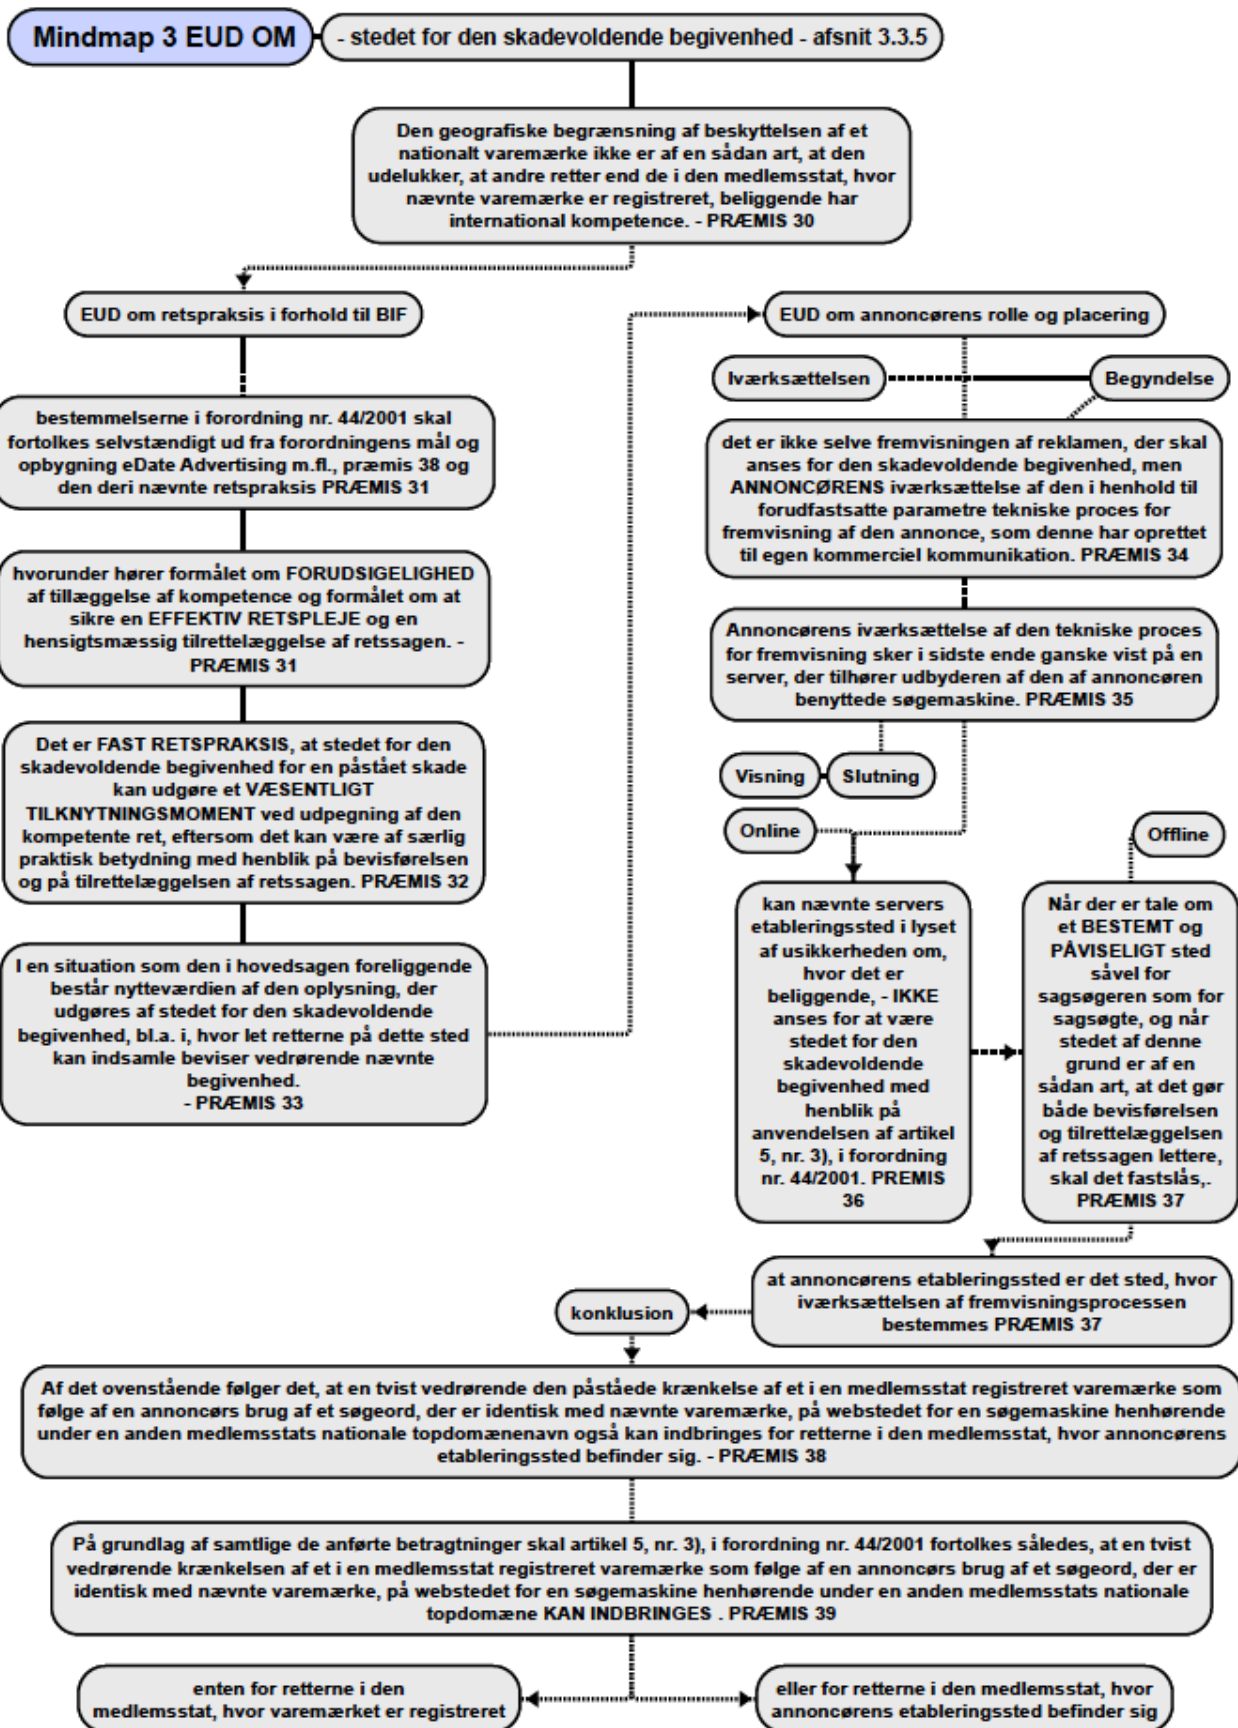 Mindmap 3 EUD OM
- stedet for den skadevoldende begivenhed - afsnit 3.3.5
Den geografiske begrænsning af beskyttelsen af et
nationalt varemærke ikke er af en sådan art, at den
udelukker, at andre retter end de i den medlemsstat, hvor
nævnte varemærke er registreret, beliggende har
international kompetence. - PRÆMIS 30
EUD om retspraksis i forhold til BIF
bestemmelserne i forordning nr. 44/2001 skal
fortolkes selvstændigt ud fra forordningens mål og
opbygning eDate Advertising m.fl., præmis 38 og
den deri nævnte retspraksis PRÆMIS 31
hvorunder hører formålet om FORUDSIGELIGHED
af tillæggelse af kompetence og formålet om at
sikre en EFFEKTIV RETSPLEJE og en
hensigtsmæssig tilrettelæggelse af retssagen. -
PRÆMIS 31
Det er FAST RETSPRAKSIS, at stedet for den
skadevoldende begivenhed for en påstået skade
kan udgøre et VÆSENTLIGT
TILKNYTNINGSMOMENT ved udpegning af den
kompetente ret, eftersom det kan være af særlig
praktisk betydning med henblik på bevisførelsen
og på tilrettelæggelsen af retssagen. PRÆMIS 32
I en situation som den i hovedsagen foreliggende
består nytteværdien af den oplysning, der
udgøres af stedet for den skadevoldende
begivenhed, bl.a. i, hvor let retterne på dette sted
kan indsamle beviser vedrørende nævnte
begivenhed.
- PRÆMIS 33
EUD om annoncørens rolle og placering
Iværksættelsen
Begyndelse
det er ikke selve fremvisningen af reklamen, der skal
anses for den skadevoldende begivenhed, men
ANNONCØRENS iværksættelse af den i henhold til
forudfastsatte parametre tekniske proces for
fremvisning af den annonce, som denne har oprettet
til egen kommerciel kommunikation. PRÆMIS 34
Annoncørens iværksættelse af den tekniske proces
for fremvisning sker i sidste ende ganske vist på en
server, der tilhører udbyderen af den af annoncøren
benyttede søgemaskine. PRÆMIS 35
Visning
Slutning
Online
Offline
kan nævnte servers
etableringssted i lyset
af usikkerheden om,
hvor det er
beliggende, - IKKE
anses for at være
stedet for den
skadevoldende
begivenhed med
henblik på
anvendelsen af artikel
5, nr. 3), i forordning
nr. 44/2001. PREMIS
36
Når der er tale om
et BESTEMT og
PÅVISELIGT sted
såvel for
sagsøgeren som for
sagsøgte, og når
stedet af denne
grund er af en
sådan art, at det gør
både bevisførelsen
og tilrettelæggelsen
af retssagen lettere,
skal det fastslås,.
PRÆMIS 37
at annoncørens etableringssted er det sted, hvor
iværksættelsen af fremvisningsprocessen
bestemmes PRÆMIS 37
konklusion
Af det ovenstående følger det, at en tvist vedrørende den påståede krænkelse af et i en medlemsstat registreret varemærke som
følge af en annoncørs brug af et søgeord, der er identisk med nævnte varemærke, på webstedet for en søgemaskine henhørende
under en anden medlemsstats nationale topdomænenavn også kan indbringes for retterne i den medlemsstat, hvor annoncørens
etableringssted befinder sig. - PRÆMIS 38
På grundlag af samtlige de anførte betragtninger skal artikel 5, nr. 3), i forordning nr. 44/2001 fortolkes således, at en tvist
vedrørende krænkelsen af et i en medlemsstat registreret varemærke som følge af en annoncørs brug af et søgeord, der er
identisk med nævnte varemærke, på webstedet for en søgemaskine henhørende under en anden medlemsstats nationale
topdomæne KAN INDBRINGES . PRÆMIS 39
enten for retterne i den
medlemsstat, hvor varemærket er registreret
eller for retterne i den medlemsstat, hvor
annoncørens etableringssted befinder sig